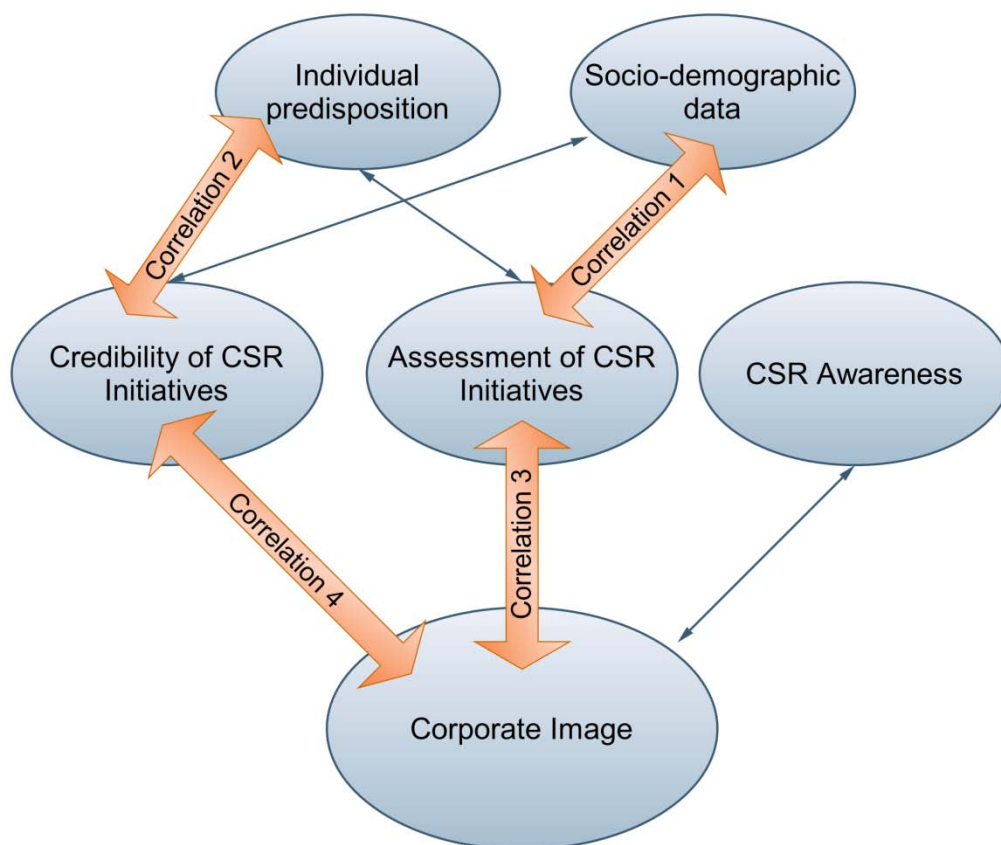 Individual
predisposition
Socio-demographic
data
Correlation 2
Correlation 1
Credibility of CSR
Initiatives
Assessment of CSR
Initiatives
CSR Awareness
Correlation 4
Correlation 3
Corporate Image